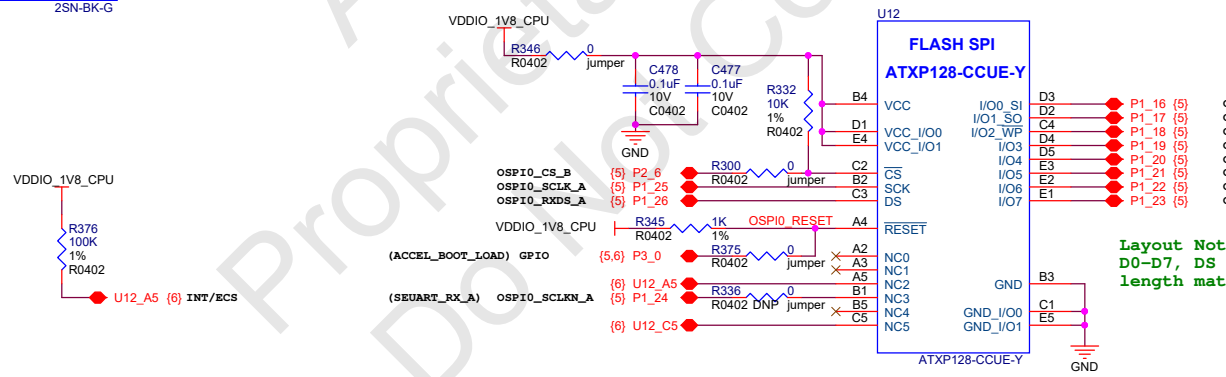 2SN-BK-G
VDDIO_1V8_CPU
R346
0
R0402
jumper
C478
0.1uF
10V
C0402
C477
0.1uF
10V
C0402
GND
R332
10K
1%
R0402
U12
FLASH SPI
ATXP128-CCUE-Y
B4 VCC
D1 VCC_I/O0
E4 VCC_I/O1
C2 CS
B2 SCK
C3 DS
A4 RESET
A2 NC0
A3 NC1
A5 NC2
B1 NC3
B5 NC4
C5 NC5
I/O0_SI D3 P1_16 {5}
I/O1_SO D2 P1_17 {5}
I/O2_WP C4 P1_18 {5}
I/O3 D4 P1_19 {5}
I/O4 D5 P1_20 {5}
I/O5 E3 P1_21 {5}
I/O6 E2 P1_22 {5}
I/O7 E1 P1_23 {5}
GND B3
GND_I/O0 C1
GND_I/O1 E5
GND
ATXP128-CCUE-Y
OSPI0_CS_B {5} P2_6
R300
0
R0402
jumper
OSPI0_SCLK_A {5} P1_25
OSPI0_RXDS_A {5} P1_26
VDDIO_1V8_CPU
R345
1K
R0402
1%
OSPI0_RESET
(ACCEL_BOOT_LOAD) GPIO {5,6} P3_0
R375
0
R0402
jumper
{6} U12_A5
(SEUART_RX_A) OSPI0_SCLKN_A {5} P1_24
R336
0
R0402 DNP jumper
{6} U12_C5
VDDIO_1V8_CPU
R376
100K
1%
R0402
U12_A5 {6} INT/ECS
Layout Not
D0-D7, DS
length mat
Proprieta
Do Not Co